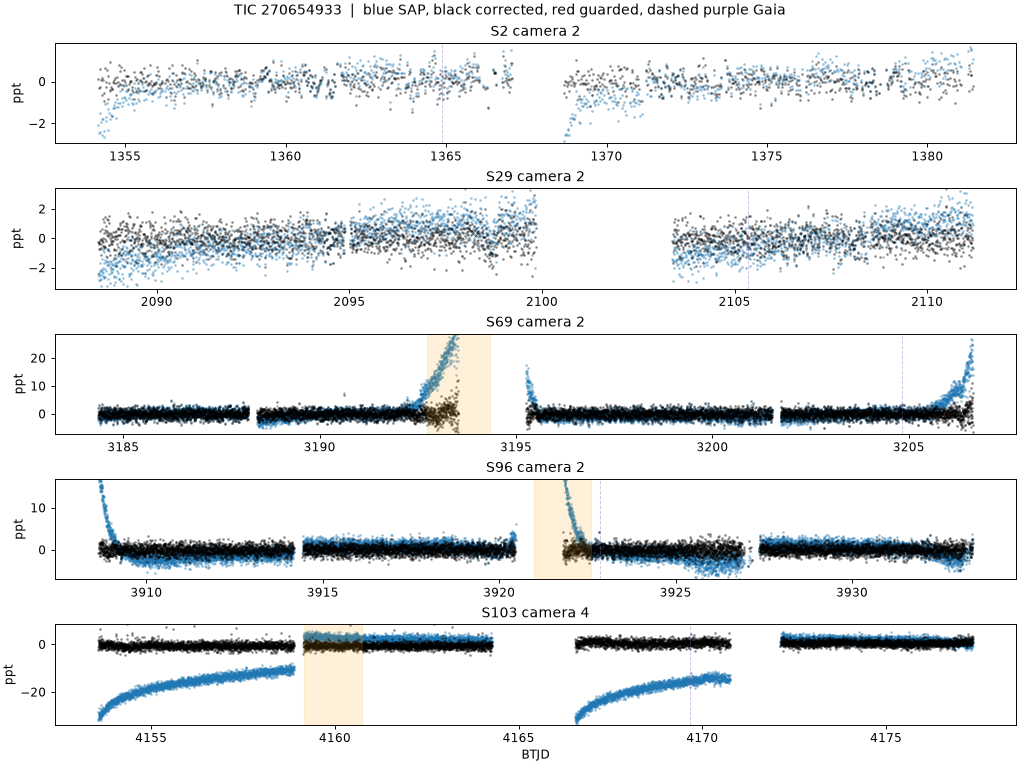 TIC 270654933 | blue SAP, black corrected, red guarded, dashed purple Gaia
S2 camera 2
ppt
0
−2
1355 1360 1365 1370 1375 1380
S29 camera 2
ppt
2
0
−2
2090 2095 2100 2105 2110
S69 camera 2
ppt
20
10
0
3185 3190 3195 3200 3205
S96 camera 2
ppt
10
0
3910 3915 3920 3925 3930
S103 camera 4
ppt
0
−20
4155 4160 4165 4170 4175
BTJD